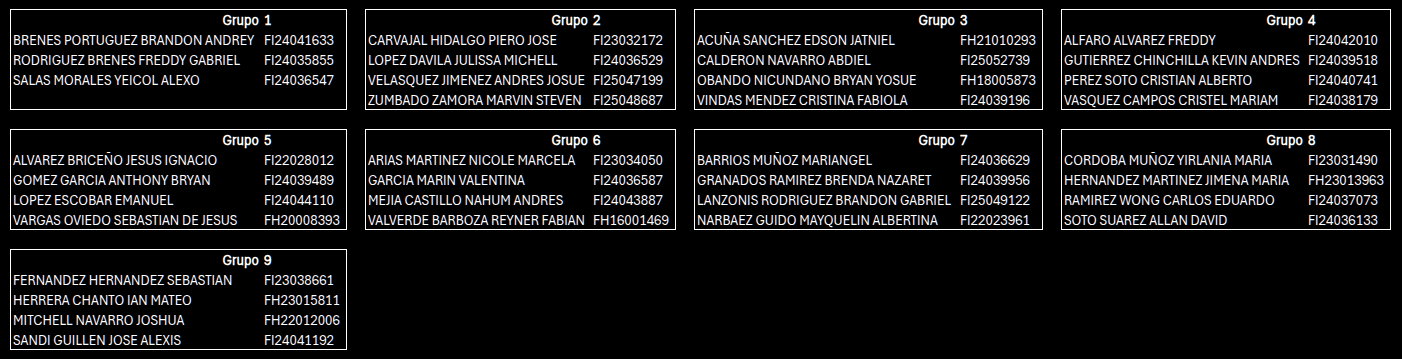 Grupo 1
BRENES PORTUGUEZ BRANDON ANDREY FI24041633
RODRIGUEZ BRENES FREDDY GABRIEL FI24035855
SALAS MORALES YEICOL ALEXO FI24036547
Grupo 2
CARVAJAL HIDALGO PIERO JOSE FI23032172
LOPEZ DAVILA JULISSA MICHELL FI24036529
VELASQUEZ JIMENEZ ANDRES JOSUE FI25047199
ZUMBADO ZAMORA MARVIN STEVEN FI25048687
Grupo 3
ACUÑA SANCHEZ EDSON JATNIEL FH21010293
CALDERON NAVARRO ABDIEL FI25052739
OBANDO NICUNDANO BRYAN YOSUE FH18005873
VINDAS MENDEZ CRISTINA FABIOLA FI24039196
Grupo 4
ALFARO ALVAREZ FREDDY FI24042010
GUTIERREZ CHINCHILLA KEVIN ANDRES FI24039518
PEREZ SOTO CRISTIAN ALBERTO FI24040741
VASQUEZ CAMPOS CRISTEL MARIAM FI24038179
Grupo 5
ALVAREZ BRICEÑO JESUS IGNACIO FI22028012
GOMEZ GARCIA ANTHONY BRYAN FI24039489
LOPEZ ESCOBAR EMANUEL FI24044110
VARGAS OVIEDO SEBASTIAN DE JESUS FH20008393
Grupo 6
ARIAS MARTINEZ NICOLE MARCELA FI23034050
GARCIA MARIN VALENTINA FI24036587
MEJIA CASTILLO NAHUM ANDRES FI24043887
VALVERDE BARBOZA REYNER FABIAN FH16001469
Grupo 7
BARRIOS MUÑOZ MARIANGEL FI24036629
GRANADOS RAMIREZ BRENDA NAZARET FI24039956
LANZONIS RODRIGUEZ BRANDON GABRIEL FI25049122
NARBAEZ GUIDO MAYQUELIN ALBERTINA FI22023961
Grupo 8
CORDOBA MUÑOZ YIRLANIA MARIA FI23031490
HERNANDEZ MARTINEZ JIMENA MARIA FH23013963
RAMIREZ WONG CARLOS EDUARDO FI24037073
SOTO SUAREZ ALLAN DAVID FI24036133
Grupo 9
FERNANDEZ HERNANDEZ SEBASTIAN FI23038661
HERRERA CHANTO IAN MATEO FH23015811
MITCHELL NAVARRO JOSHUA FH22012006
SANDI GUILLEN JOSE ALEXIS FI24041192